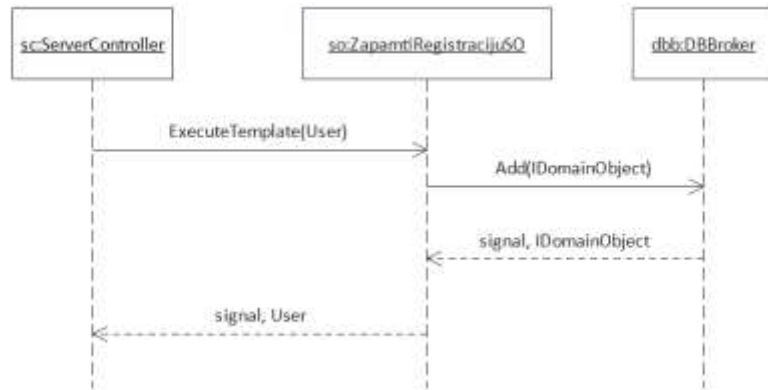 sc:ServerController
so:ZapamtiRegistracijuSO
dbb:DBBroker
ExecuteTemplate(User)
Add(IDomainObject)
signal, IDomainObject
signal, User